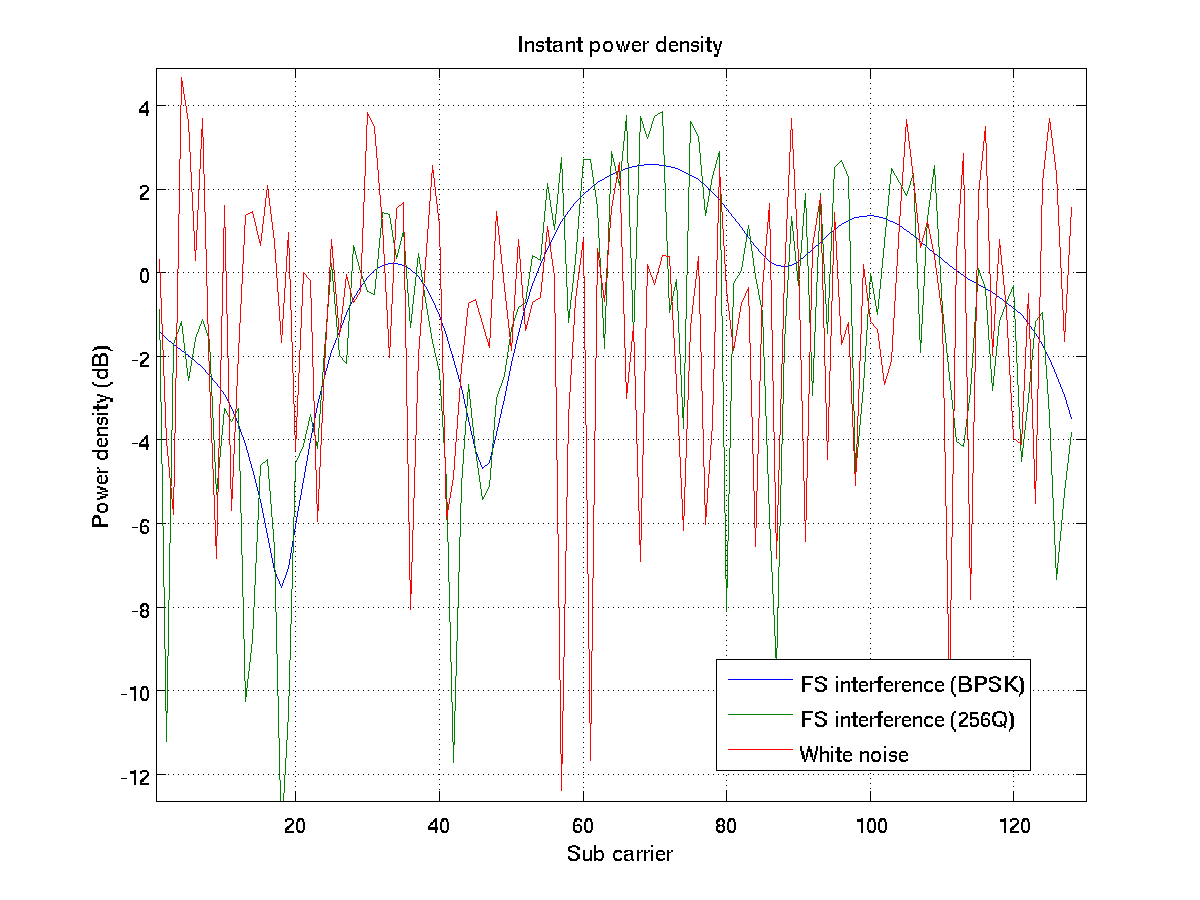 Instant power density
Power density (dB)
4
2
0
-2
-4
-6
-8
-10
-12
20 40 60 80 100 120
Sub carrier
FS interference (BPSK)
FS interference (256Q)
White noise